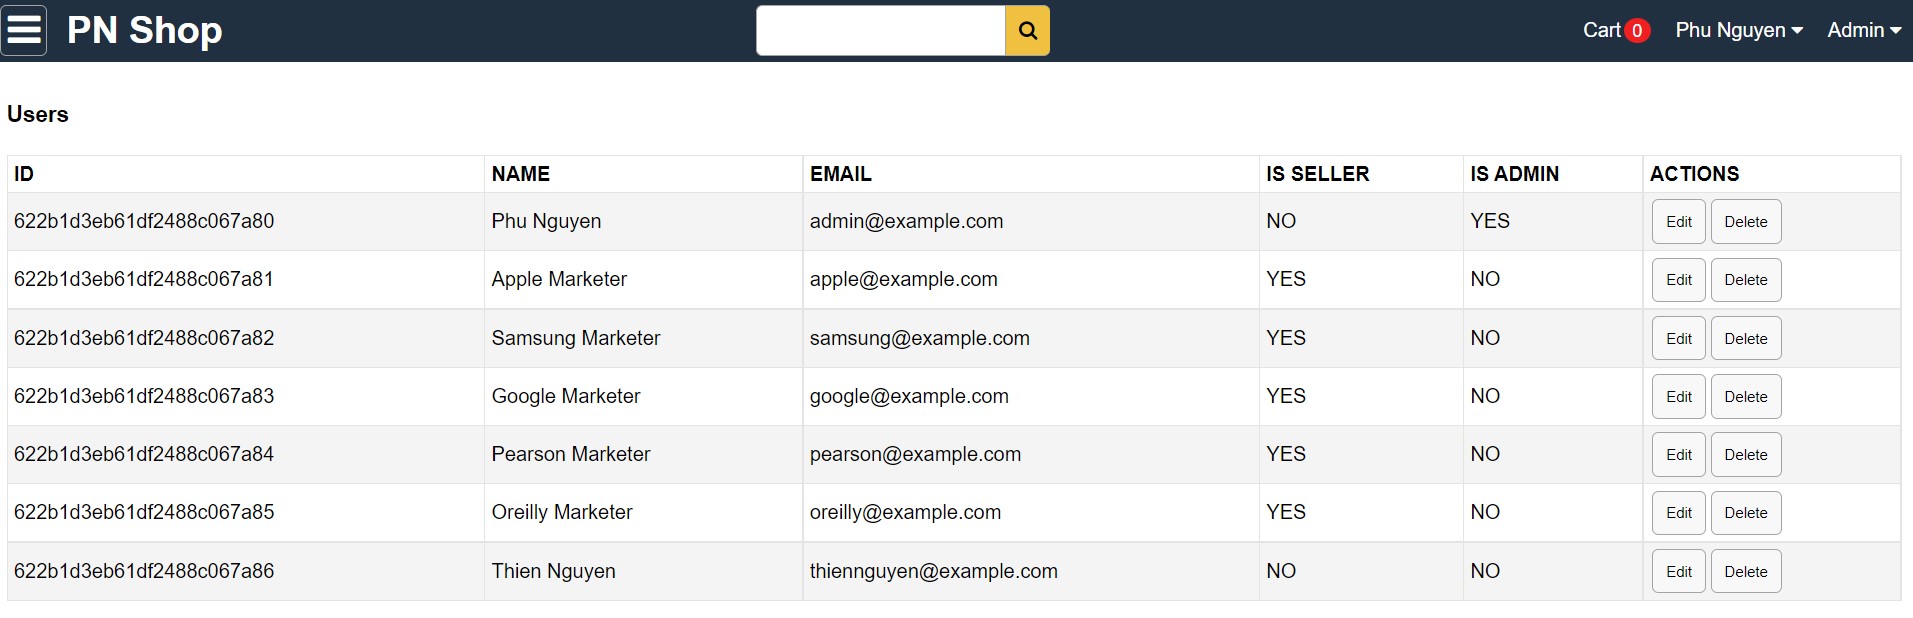 PN Shop Cart 0 Phu Nguyen Admin
Users
ID NAME EMAIL IS SELLER IS ADMIN ACTIONS
622b1d3eb61df2488c067a80 Phu Nguyen admin@example.com NO YES Edit Delete
622b1d3eb61df2488c067a81 Apple Marketer apple@example.com YES NO Edit Delete
622b1d3eb61df2488c067a82 Samsung Marketer samsung@example.com YES NO Edit Delete
622b1d3eb61df2488c067a83 Google Marketer google@example.com YES NO Edit Delete
622b1d3eb61df2488c067a84 Pearson Marketer pearson@example.com YES NO Edit Delete
622b1d3eb61df2488c067a85 Oreilly Marketer oreilly@example.com YES NO Edit Delete
622b1d3eb61df2488c067a86 Thien Nguyen thiennguyen@example.com NO NO Edit Delete